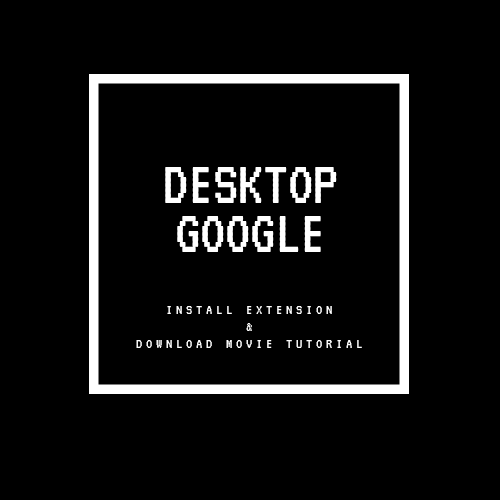 DESKTOP
GOOGLE
INSTALL EXTENSION
&
DOWNLOAD MOVIE TUTORIAL